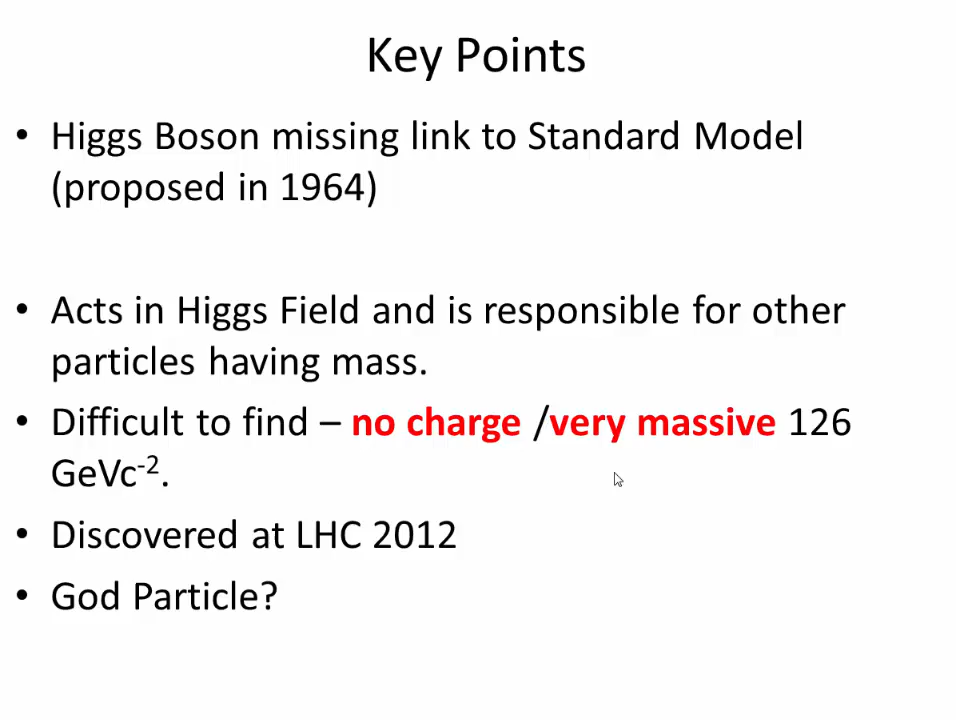 Key Points
• Higgs Boson missing link to Standard Model
(proposed in 1964)
• Acts in Higgs Field and is responsible for other
particles having mass.
• Difficult to find – no charge /very massive 126
GeVc-2.
• Discovered at LHC 2012
• God Particle?